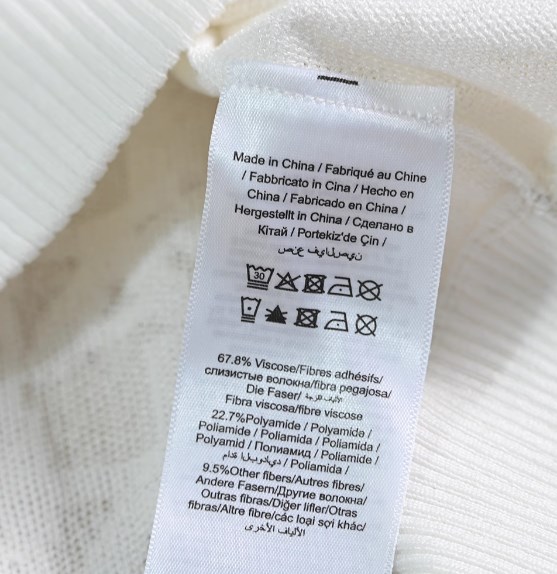 Made in China / Fabriqué au Chine
/ Fabbricato in Cina / Hecho en
China / Fabricado en China /
Hergestellt in China / Сделано в
Китай / Portekiz'de Çin /
30
67.8% Viscose/Fibres adhésifs/
слизистые волокна/fibra pegajosa/
Die Faser/
Fibra viscosa/fibre viscose
22.7%Polyamide / Polyamide /
Poliamide / Poliamida / Poliamida /
Polyamid / Полиамид / Poliamide /
/ Poliamida /
9.5%Other fibers/Autres fibres/
Andere Fasern/Другие волокна/
Outras fibras/Diğer lifler/Otras
fibras/Altre fibre/các loại sợi khác/
الألياف الأخرى